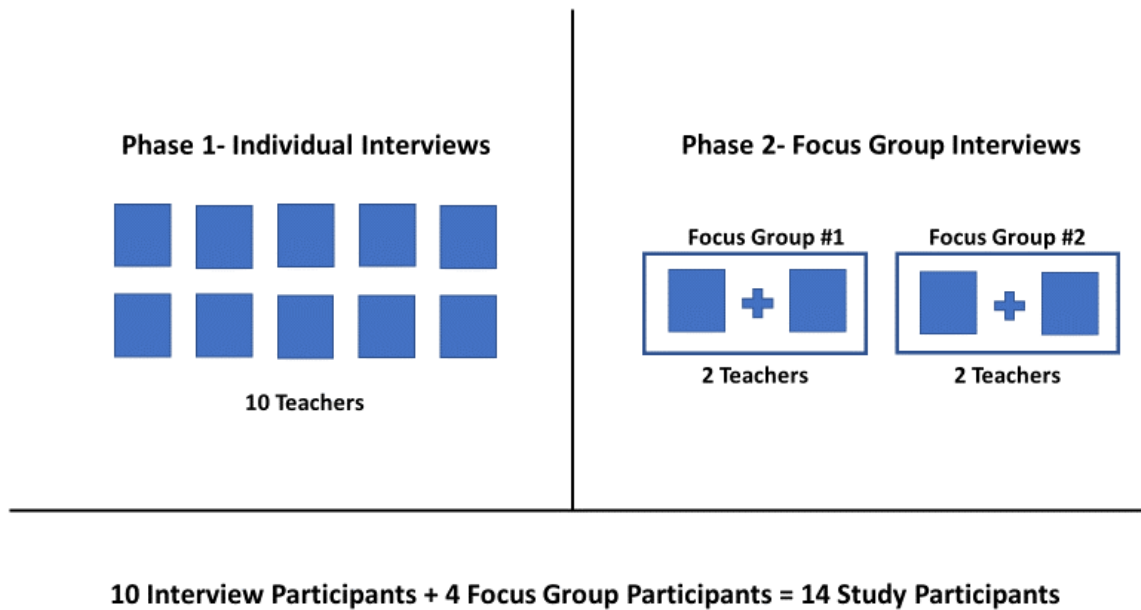 Phase 1- Individual Interviews
10 Teachers
Phase 2- Focus Group Interviews
Focus Group #1
2 Teachers
Focus Group #2
2 Teachers
10 Interview Participants + 4 Focus Group Participants = 14 Study Participants